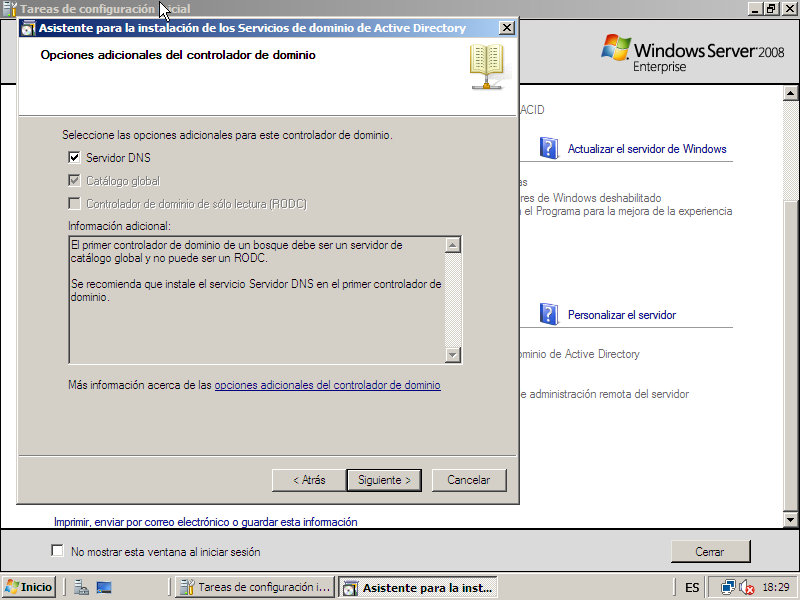 Tareas de configuración inicial
Asistente para la instalación de los Servicios de dominio de Active Directory
Opciones adicionales del controlador de dominio
Windows Server 2008
Enterprise
Seleccione las opciones adicionales para este controlador de dominio.
Servidor DNS
Catálogo global
Controlador de dominio de sólo lectura (RODC)
Información adicional:
El primer controlador de dominio de un bosque debe ser un servidor de
catálogo global y no puede ser un RODC.
Se recomienda que instale el servicio Servidor DNS en el primer controlador de
dominio.
Más información acerca de las opciones adicionales del controlador de dominio
< Atrás
Siguiente >
Cancelar
ACID
Actualizar el servidor de Windows
as
res de Windows deshabilitado
el Programa para la mejora de la experiencia
Personalizar el servidor
ominio de Active Directory
e administración remota del servidor
Imprimir, enviar por correo electrónico o guardar esta información
No mostrar esta ventana al iniciar sesión
Cerrar
Inicio
Tareas de configuración i...
Asistente para la inst...
ES
18:29